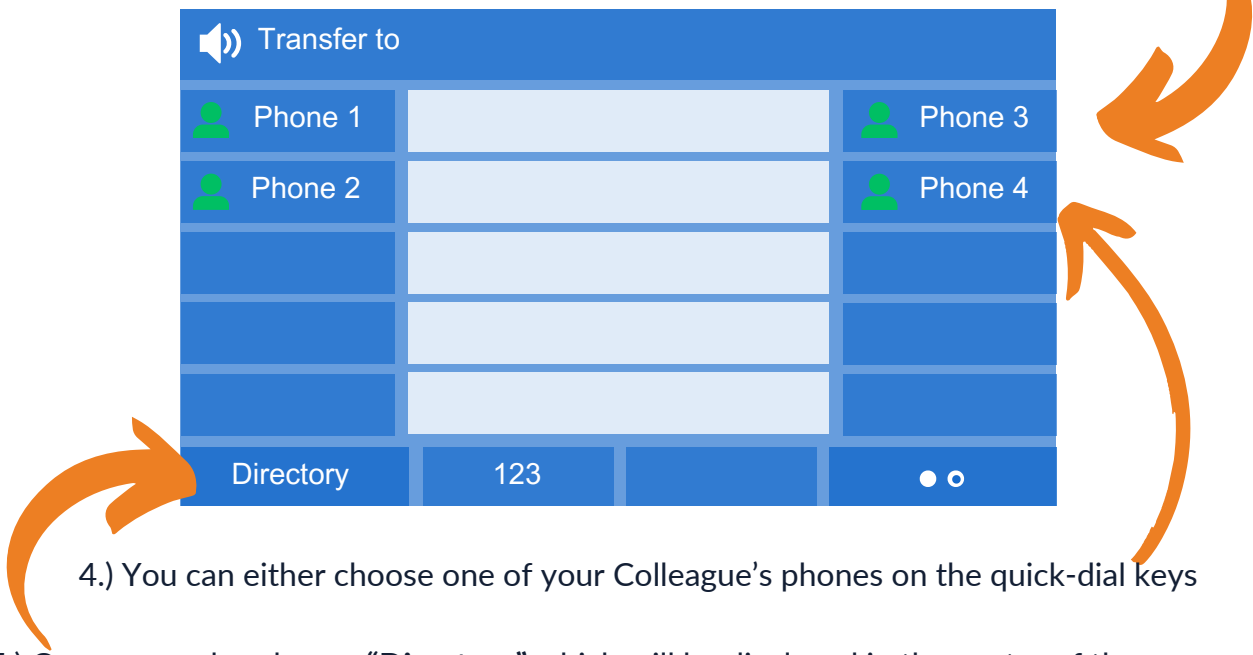 Transfer to
Phone 1
Phone 3
Phone 2
Phone 4
Directory
123
4.) You can either choose one of your Colleague’s phones on the quick-dial keys